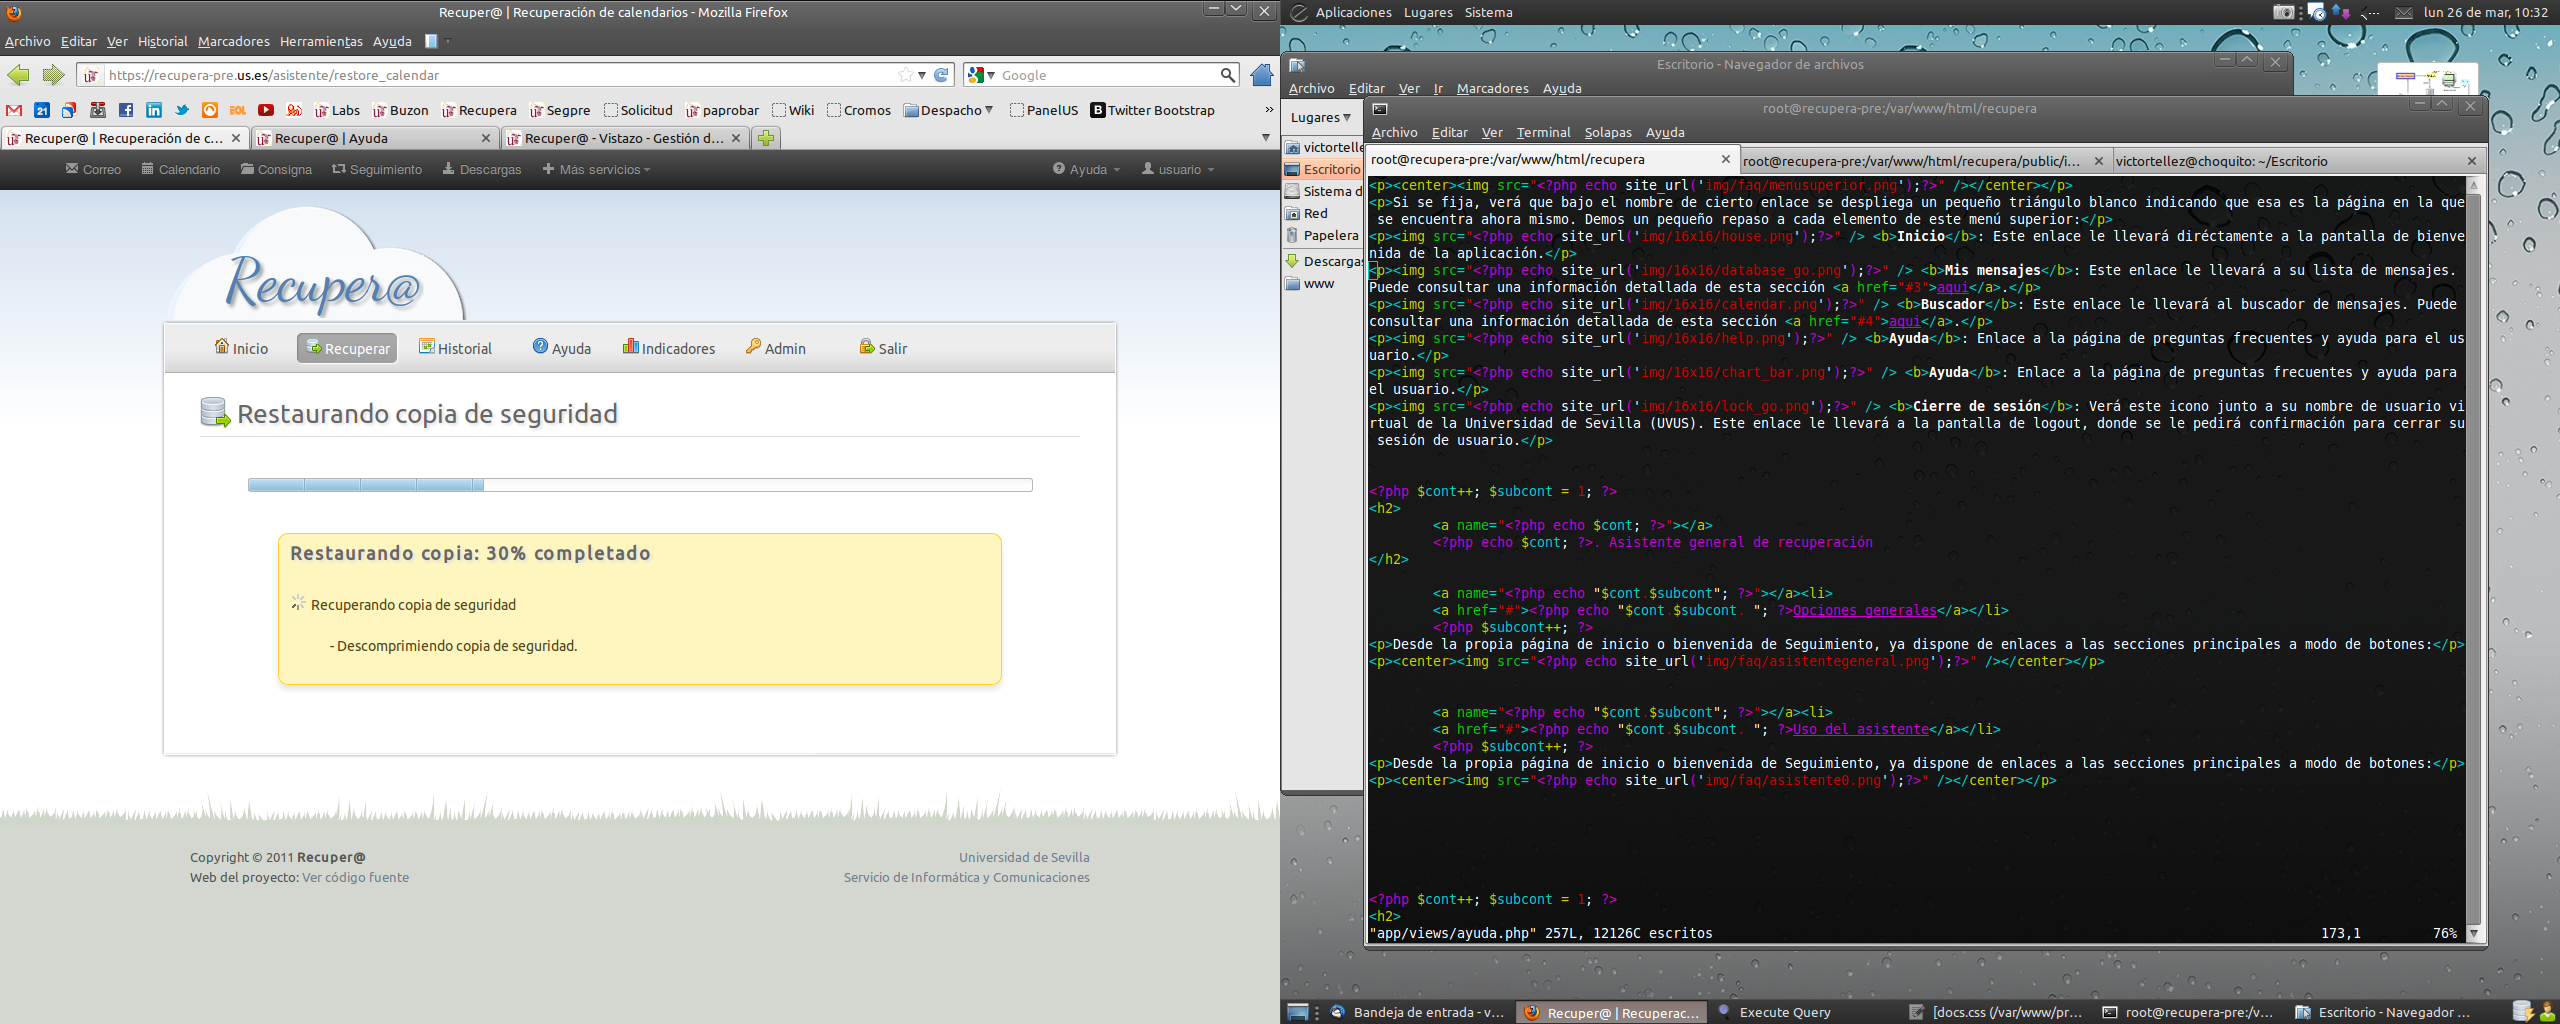 Recuper@ | Recuperación de calendarios - Mozilla Firefox
Archivo Editar Ver Historial Marcadores Herramientas Ayuda
https://recupera-pre.us.es/asistente/restore_calendar
Google
21 EOL Labs Buzon Recupera Segpre Solicitud paprobar Wiki Cromos Despacho PanelUS B Twitter Bootstrap »
Recuper@ | Recuperación de c...
Recuper@ | Ayuda
Recuper@ - Vistazo - Gestión d...
Correo Calendario Consigna Seguimiento Descargas Más servicios
Ayuda usuario
Recuper@
Inicio Recuperar Historial Ayuda Indicadores Admin Salir
Restaurando copia de seguridad
Restaurando copia: 30% completado
Recuperando copia de seguridad
- Descomprimiendo copia de seguridad.
Copyright © 2011 Recuper@
Web del proyecto: Ver código fuente
Universidad de Sevilla
Servicio de Informática y Comunicaciones
Aplicaciones Lugares Sistema
lun 26 de mar, 10:32
Escritorio - Navegador de archivos
Archivo Editar Ver Ir Marcadores Ayuda
Lugares
victortelle
Escritorio
Sistema d
Red
Papelera
Descargas
www
root@recupera-pre:/var/www/html/recupera
Archivo Editar Ver Terminal Solapas Ayuda
root@recupera-pre:/var/www/html/recupera
root@recupera-pre:/var/www/html/recupera/public/i...
victortellez@choquito: ~/Escritorio
<p><center><img src="<?php echo site_url('img/faq/menusuperior.png');?>" /></center></p>
<p>Si se fija, verá que bajo el nombre de cierto enlace se despliega un pequeño triángulo blanco indicando que esa es la página en la que
se encuentra ahora mismo. Demos un pequeño repaso a cada elemento de este menú superior:</p>
<p><img src="<?php echo site_url('img/16x16/house.png');?>" /> <b>Inicio</b>: Este enlace le llevará diréctamente a la pantalla de bienve
nida de la aplicación.</p>
<p><img src="<?php echo site_url('img/16x16/database_go.png');?>" /> <b>Mis mensajes</b>: Este enlace le llevará a su lista de mensajes.
Puede consultar una información detallada de esta sección <a href="#3">aqui</a>.</p>
<p><img src="<?php echo site_url('img/16x16/calendar.png');?>" /> <b>Buscador</b>: Este enlace le llevará al buscador de mensajes. Puede
consultar una información detallada de esta sección <a href="#4">aqui</a>.</p>
<p><img src="<?php echo site_url('img/16x16/help.png');?>" /> <b>Ayuda</b>: Enlace a la página de preguntas frecuentes y ayuda para el us
uario.</p>
<p><img src="<?php echo site_url('img/16x16/chart_bar.png');?>" /> <b>Ayuda</b>: Enlace a la página de preguntas frecuentes y ayuda para
el usuario.</p>
<p><img src="<?php echo site_url('img/16x16/lock_go.png');?>" /> <b>Cierre de sesión</b>: Verá este icono junto a su nombre de usuario vi
rtual de la Universidad de Sevilla (UVUS). Este enlace le llevará a la pantalla de logout, donde se le pedirá confirmación para cerrar su
sesión de usuario.</p>
<?php $cont++; $subcont = 1; ?>
<h2>
<a name="<?php echo $cont; ?>"></a>
<?php echo $cont; ?>. Asistente general de recuperación
</h2>
<a name="<?php echo "$cont.$subcont"; ?>"></a><li>
<a href="#"><?php echo "$cont.$subcont. "; ?>Opciones generales</a></li>
<?php $subcont++; ?>
<p>Desde la propia página de inicio o bienvenida de Seguimiento, ya dispone de enlaces a las secciones principales a modo de botones:</p>
<p><center><img src="<?php echo site_url('img/faq/asistentegeneral.png');?>" /></center></p>
<a name="<?php echo "$cont.$subcont"; ?>"></a><li>
<a href="#"><?php echo "$cont.$subcont. "; ?>Uso del asistente</a></li>
<?php $subcont++; ?>
<p>Desde la propia página de inicio o bienvenida de Seguimiento, ya dispone de enlaces a las secciones principales a modo de botones:</p>
<p><center><img src="<?php echo site_url('img/faq/asistente0.png');?>" /></center></p>
<?php $cont++; $subcont = 1; ?>
<h2>
"app/views/ayuda.php" 257L, 12126C escritos 173,1 76%
Bandeja de entrada - v...
Recuper@ | Recuperac...
Execute Query
[docs.css (/var/www/pr...
root@recupera-pre:/v...
Escritorio - Navegador ...